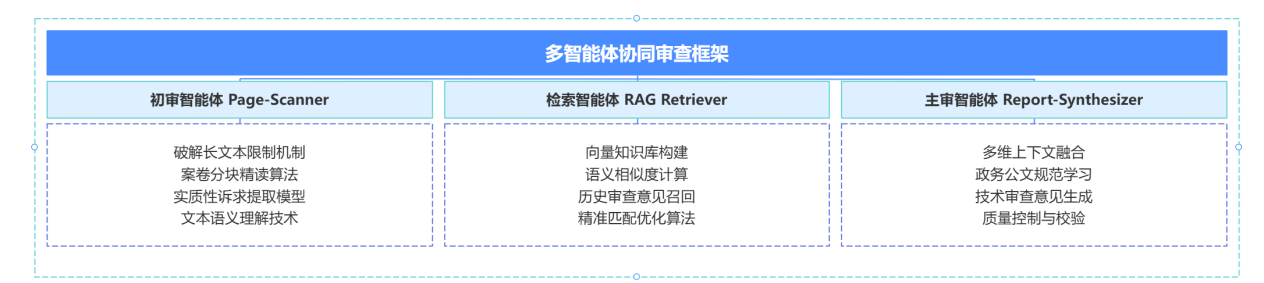 多智能体协同审查框架
初审智能体 Page-Scanner
检索智能体 RAG Retriever
主审智能体 Report-Synthesizer
破解长文本限制机制
案卷分块精读算法
实质性诉求提取模型
文本语义理解技术
向量知识库构建
语义相似度计算
历史审查意见召回
精准匹配优化算法
多维上下文融合
政务公文规范学习
技术审查意见生成
质量控制与校验